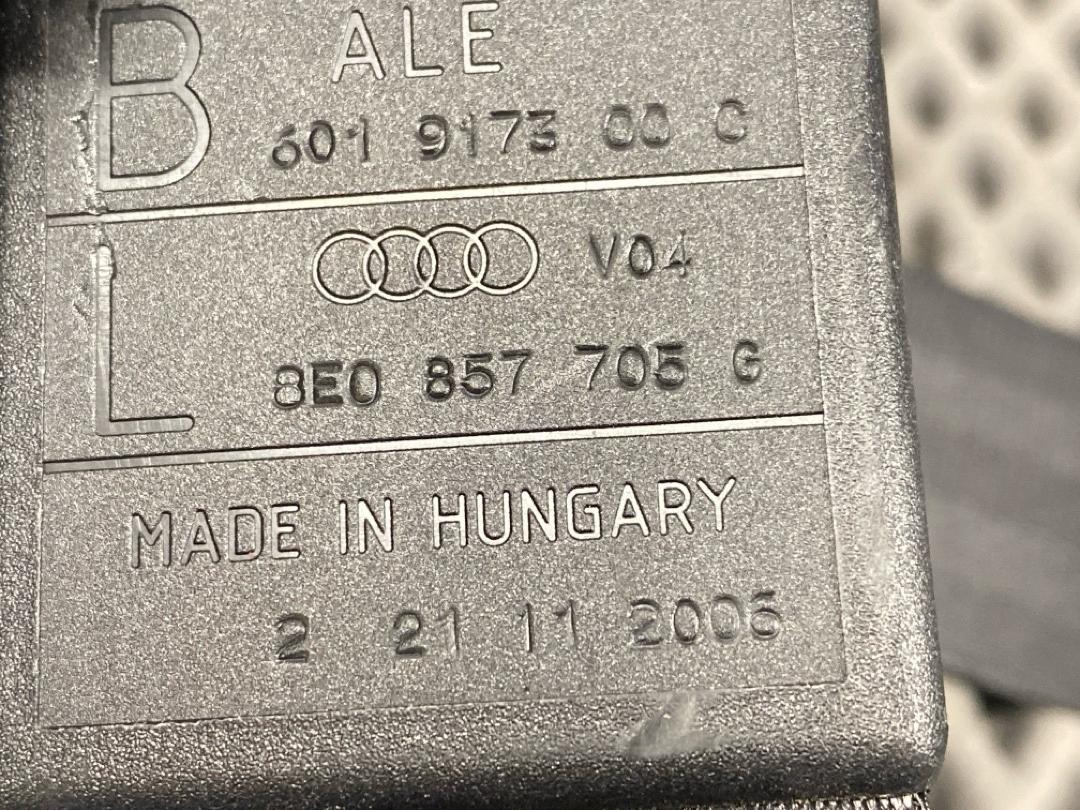 B ALE
601 9173 00 C
V04
L 8E0 857 705 G
MADE IN HUNGARY
2 21 11 2006